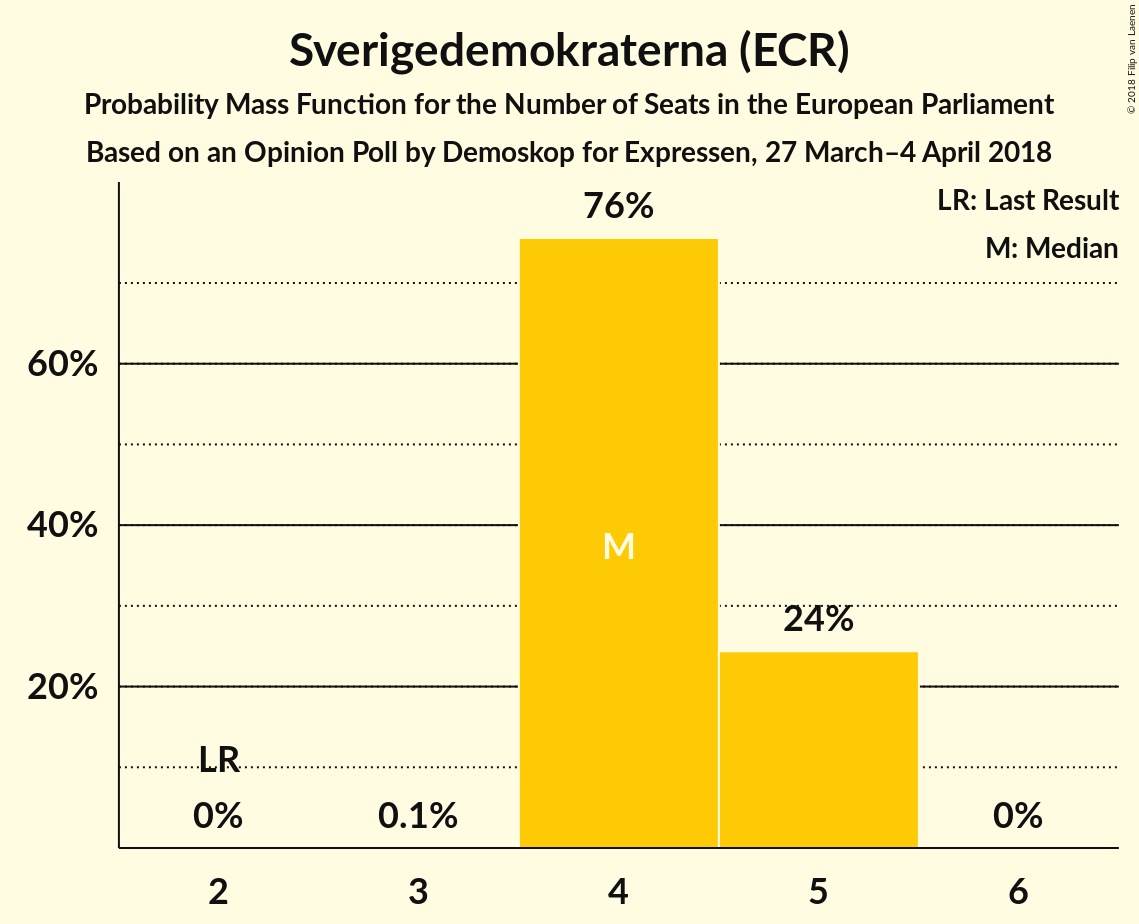 Sverigedemokraterna (ECR)
Probability Mass Function for the Number of Seats in the European Parliament
Based on an Opinion Poll by Demoskop for Expressen, 27 March–4 April 2018
© 2018 Filip van Laenen
LR: Last Result
M: Median
76%
60%
40%
M
24%
20%
LR
0%
0.1%
0%
2
3
4
5
6